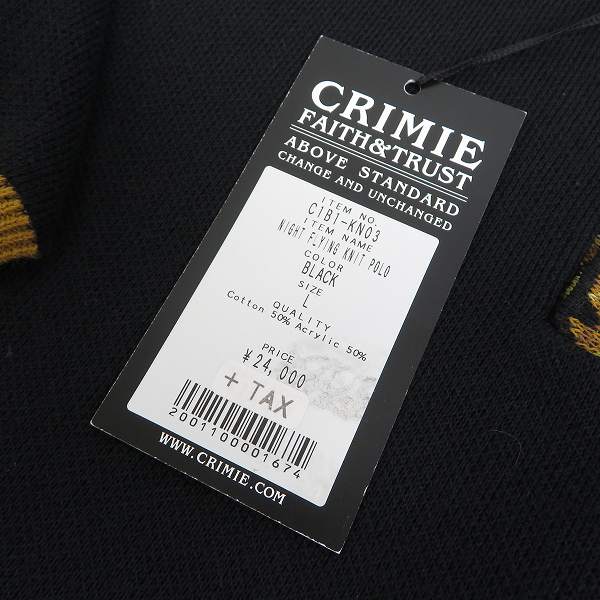 CRIMIE
FAITH&TRUST
ABOVE STANDARD
CHANGE AND UNCHANGED
ITEM NO.
C1B1-KN03
ITEM NAME
NIGHT FLYING KNIT POLO
COLOR
BLACK
SIZE
L
QUALITY
Cotton 50% Acrylic 50%
PRICE
¥24,000
+ TAX
2001100001674
WWW.CRIMIE.COM